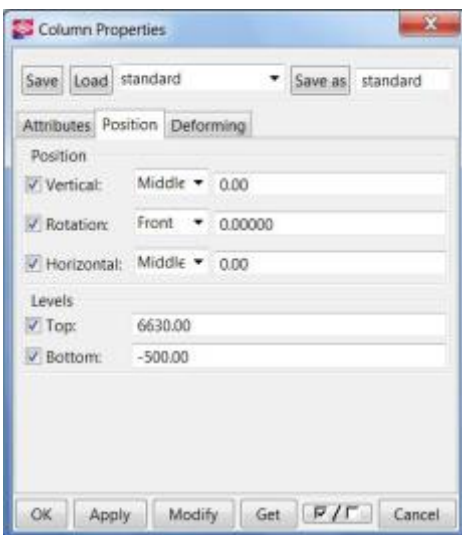 Column Properties
Save Load standard Save as standard
Attributes Position Deforming
Position
Vertical: Middle 0.00
Rotation: Front 0.00000
Horizontal: Middle 0.00
Levels
Top: 6630.00
Bottom: -500.00
OK Apply Modify Get / Cancel